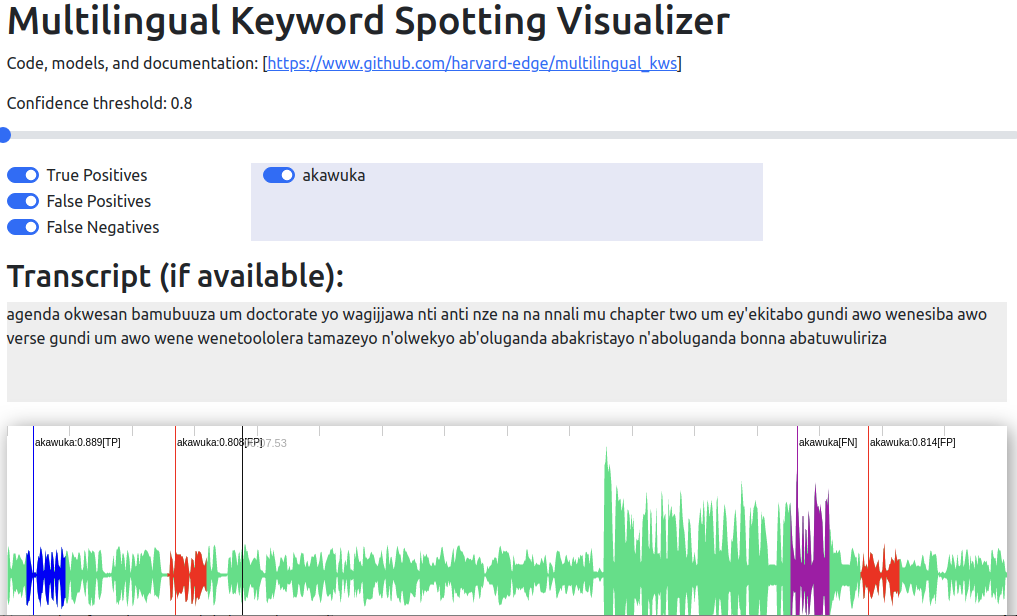 Multilingual Keyword Spotting Visualizer
Code, models, and documentation: [https://www.github.com/harvard-edge/multilingual_kws]
Confidence threshold: 0.8
True Positives
False Positives
False Negatives
akawuka
Transcript (if available):
agenda okwesan bamubuuza um doctorate yo wagijjawa nti anti nze na na nnali mu chapter two um ey'ekitabo gundi awo wenesiba awo
verse gundi um awo wene wenetoololera tamazeyo n'olwekyo ab'oluganda abakristayo n'aboluganda bonna abatuwuliriza
akawuka:0.889[TP]
akawuka:0.808[FP]
akawuka[FN]
akawuka:0.814[FP]